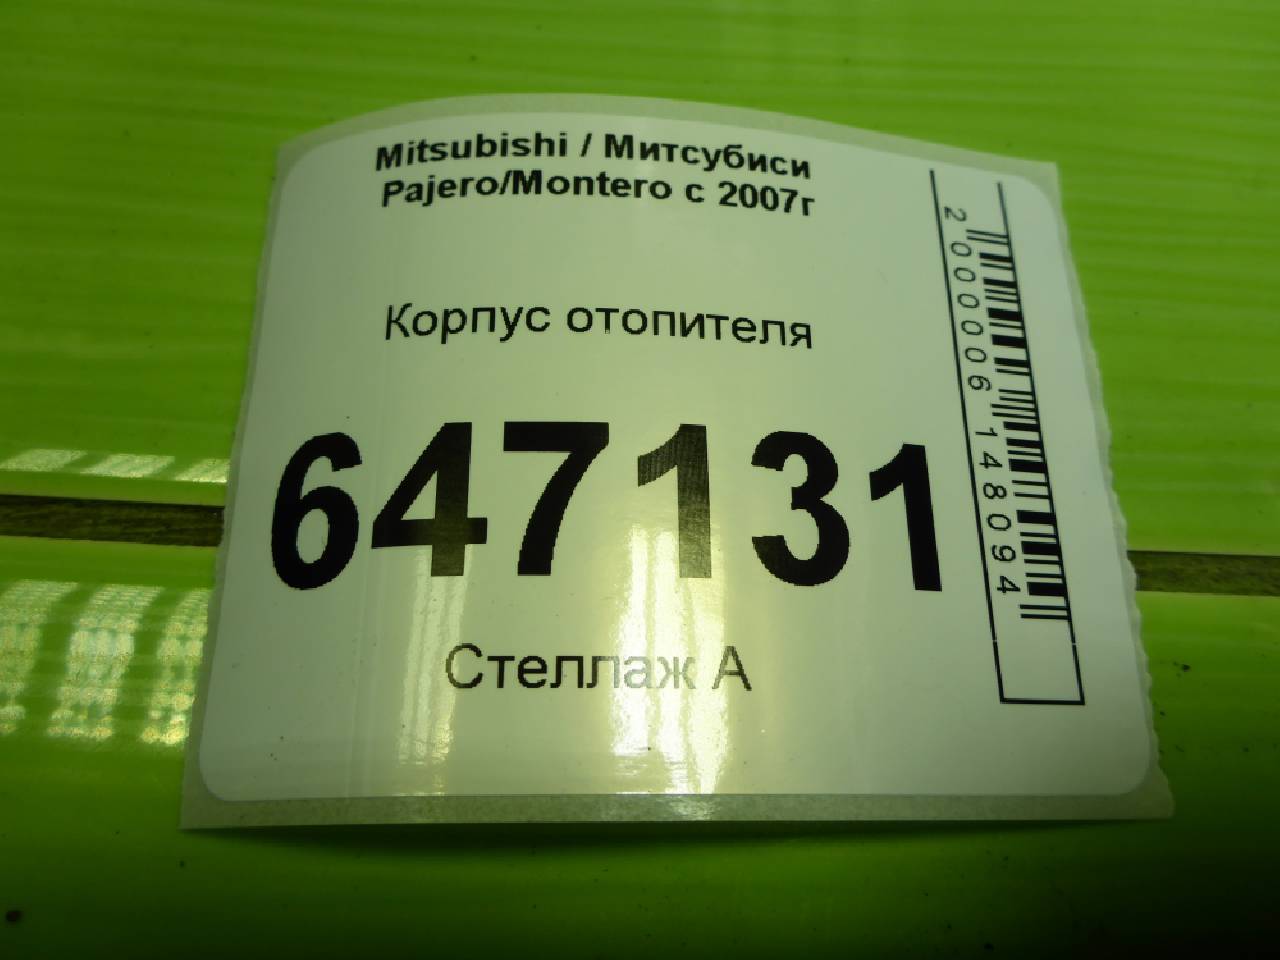 Mitsubishi / Митсубиси
Pajero/Montero с 2007г
Корпус отопителя
647131
Стеллаж А
2000006148094